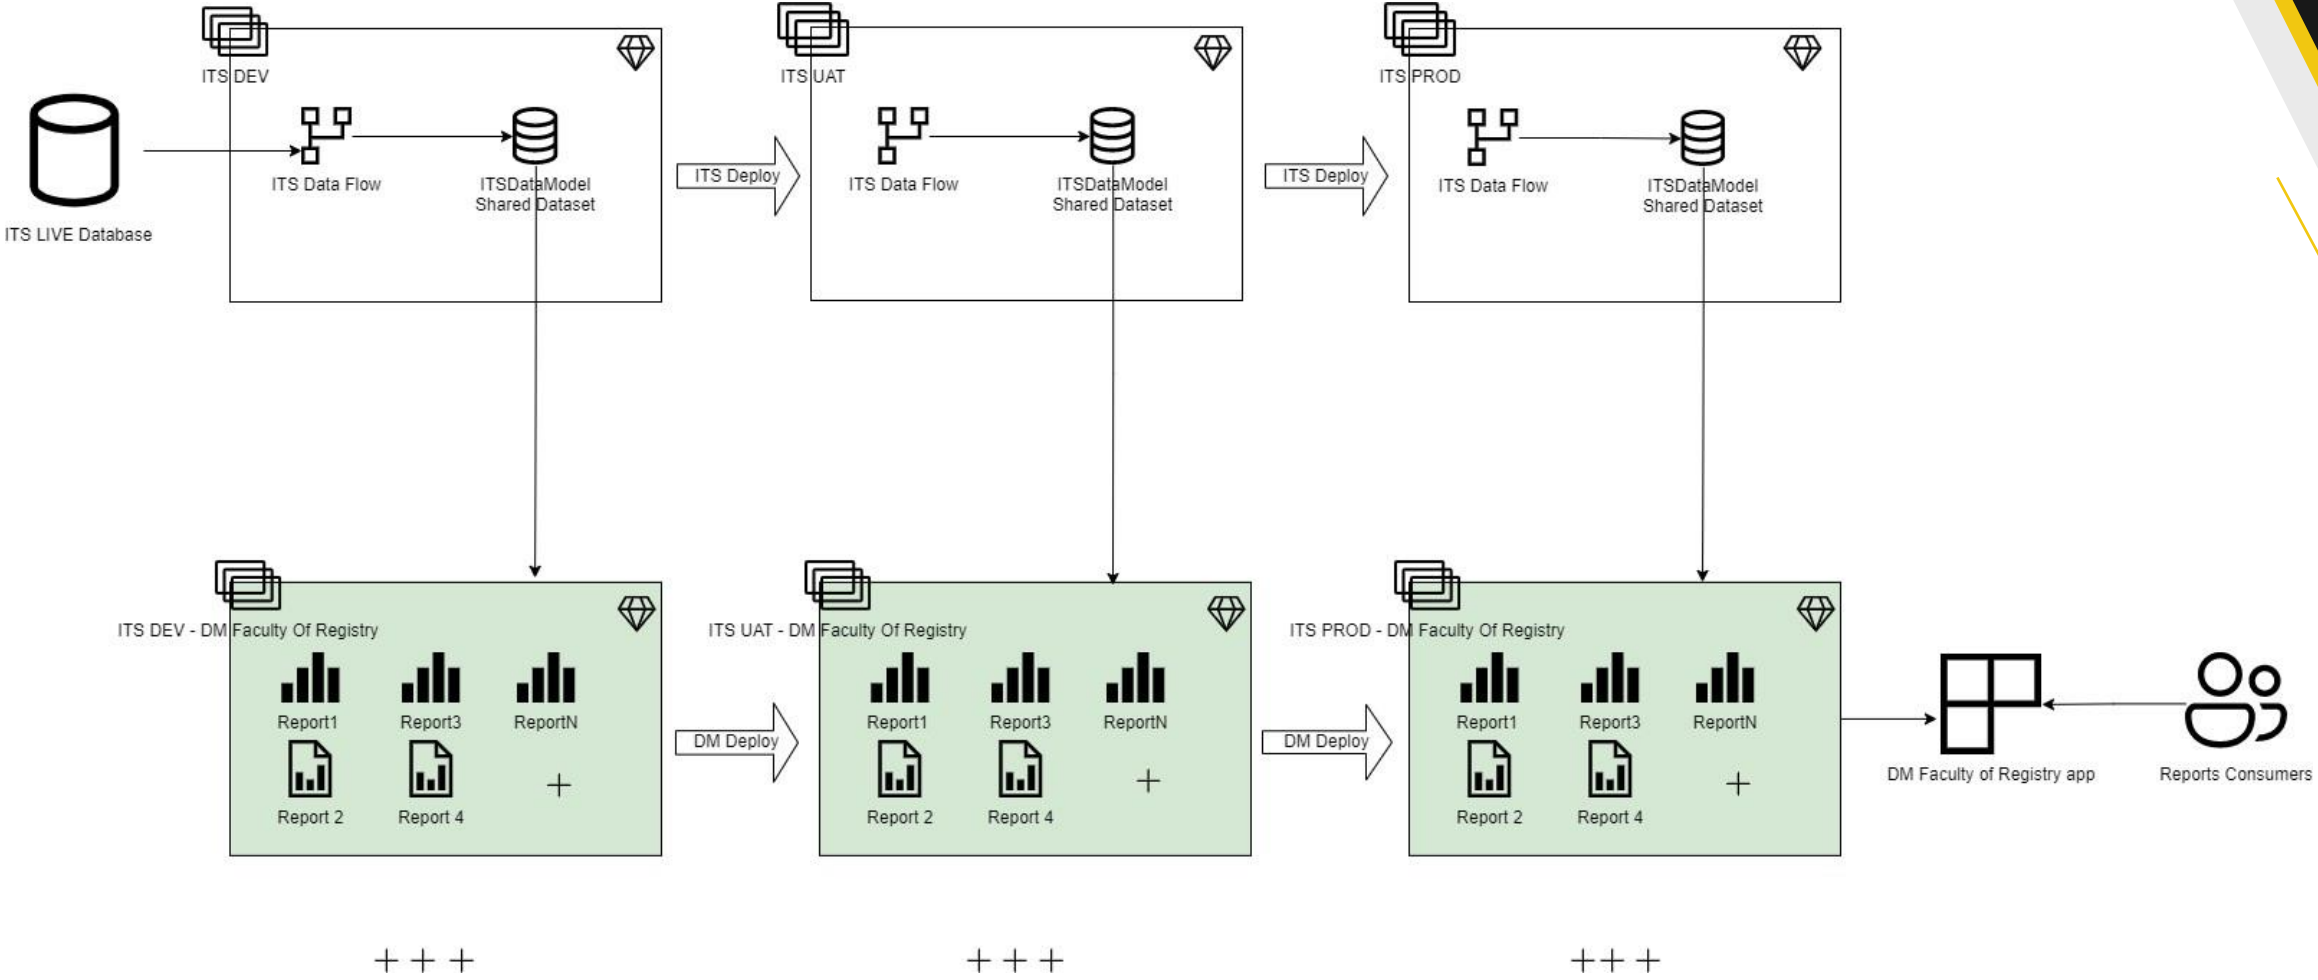 ITS DEV
ITS UAT
ITS PROD
ITS LIVE Database
ITS Data Flow
ITSDataModel
Shared Dataset
ITS Deploy
ITS Data Flow
ITSDataModel
Shared Dataset
ITS Deploy
ITS Data Flow
ITSDataModel
Shared Dataset
ITS DEV - DM Faculty Of Registry
Report1
Report3
ReportN
Report 2
Report 4
+
DM Deploy
ITS UAT - DM Faculty Of Registry
Report1
Report3
ReportN
Report 2
Report 4
+
DM Deploy
ITS PROD - DM Faculty Of Registry
Report1
Report3
ReportN
Report 2
Report 4
+
DM Faculty of Registry app
Reports Consumers
+ + +
+ + +
+ + +